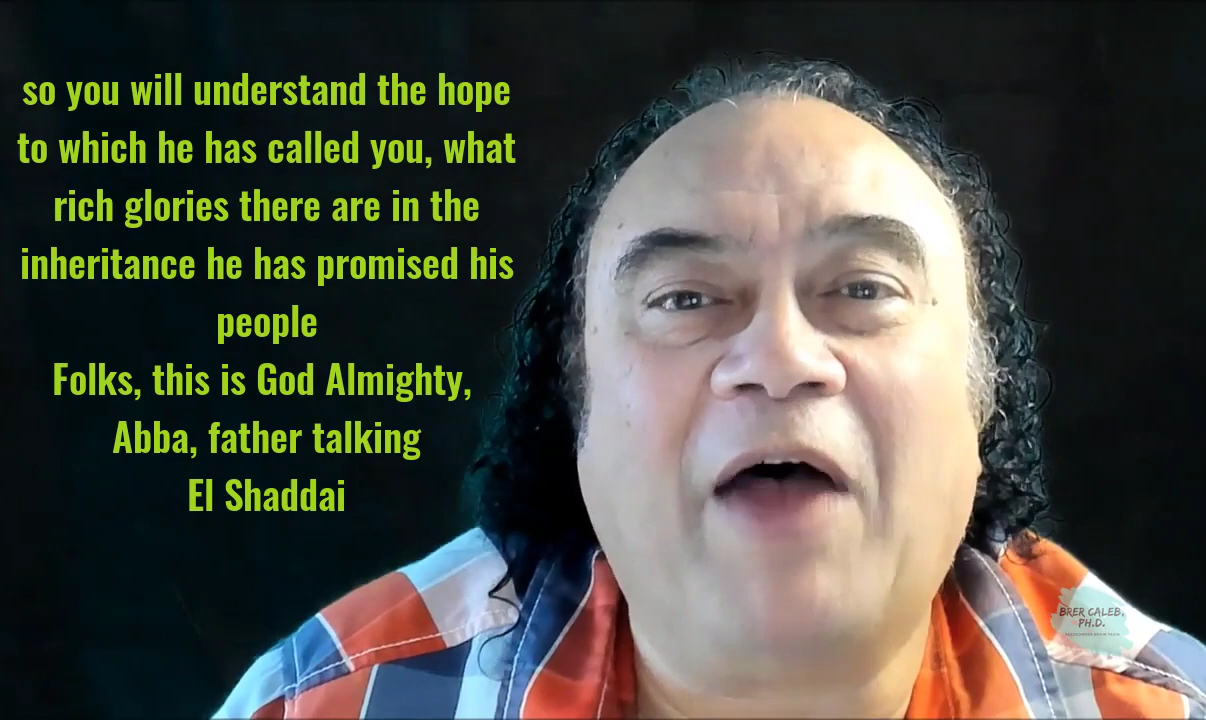 so you will understand the hope
to which he has called you, what
rich glories there are in the
inheritance he has promised his
people
Folks, this is God Almighty,
Abba, father talking
El Shaddai
BRER CALEB,
PH.D.